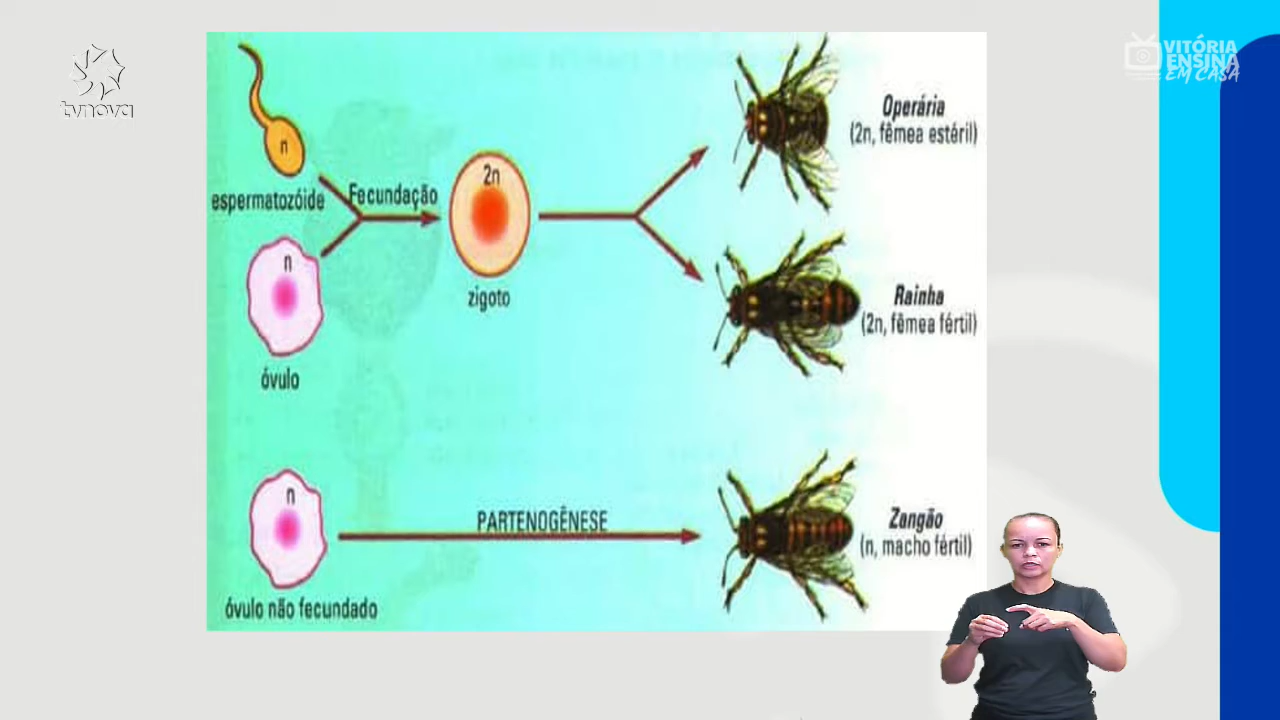 tvnova
VITÓRIA
ENSINA
EM CASA
n
espermatozóide
Fecundação
n
óvulo
2n
zigoto
Operária
(2n, fêmea estéril)
Rainha
(2n, fêmea fértil)
n
óvulo não fecundado
PARTENOGÊNESE
Zangão
(n, macho fértil)